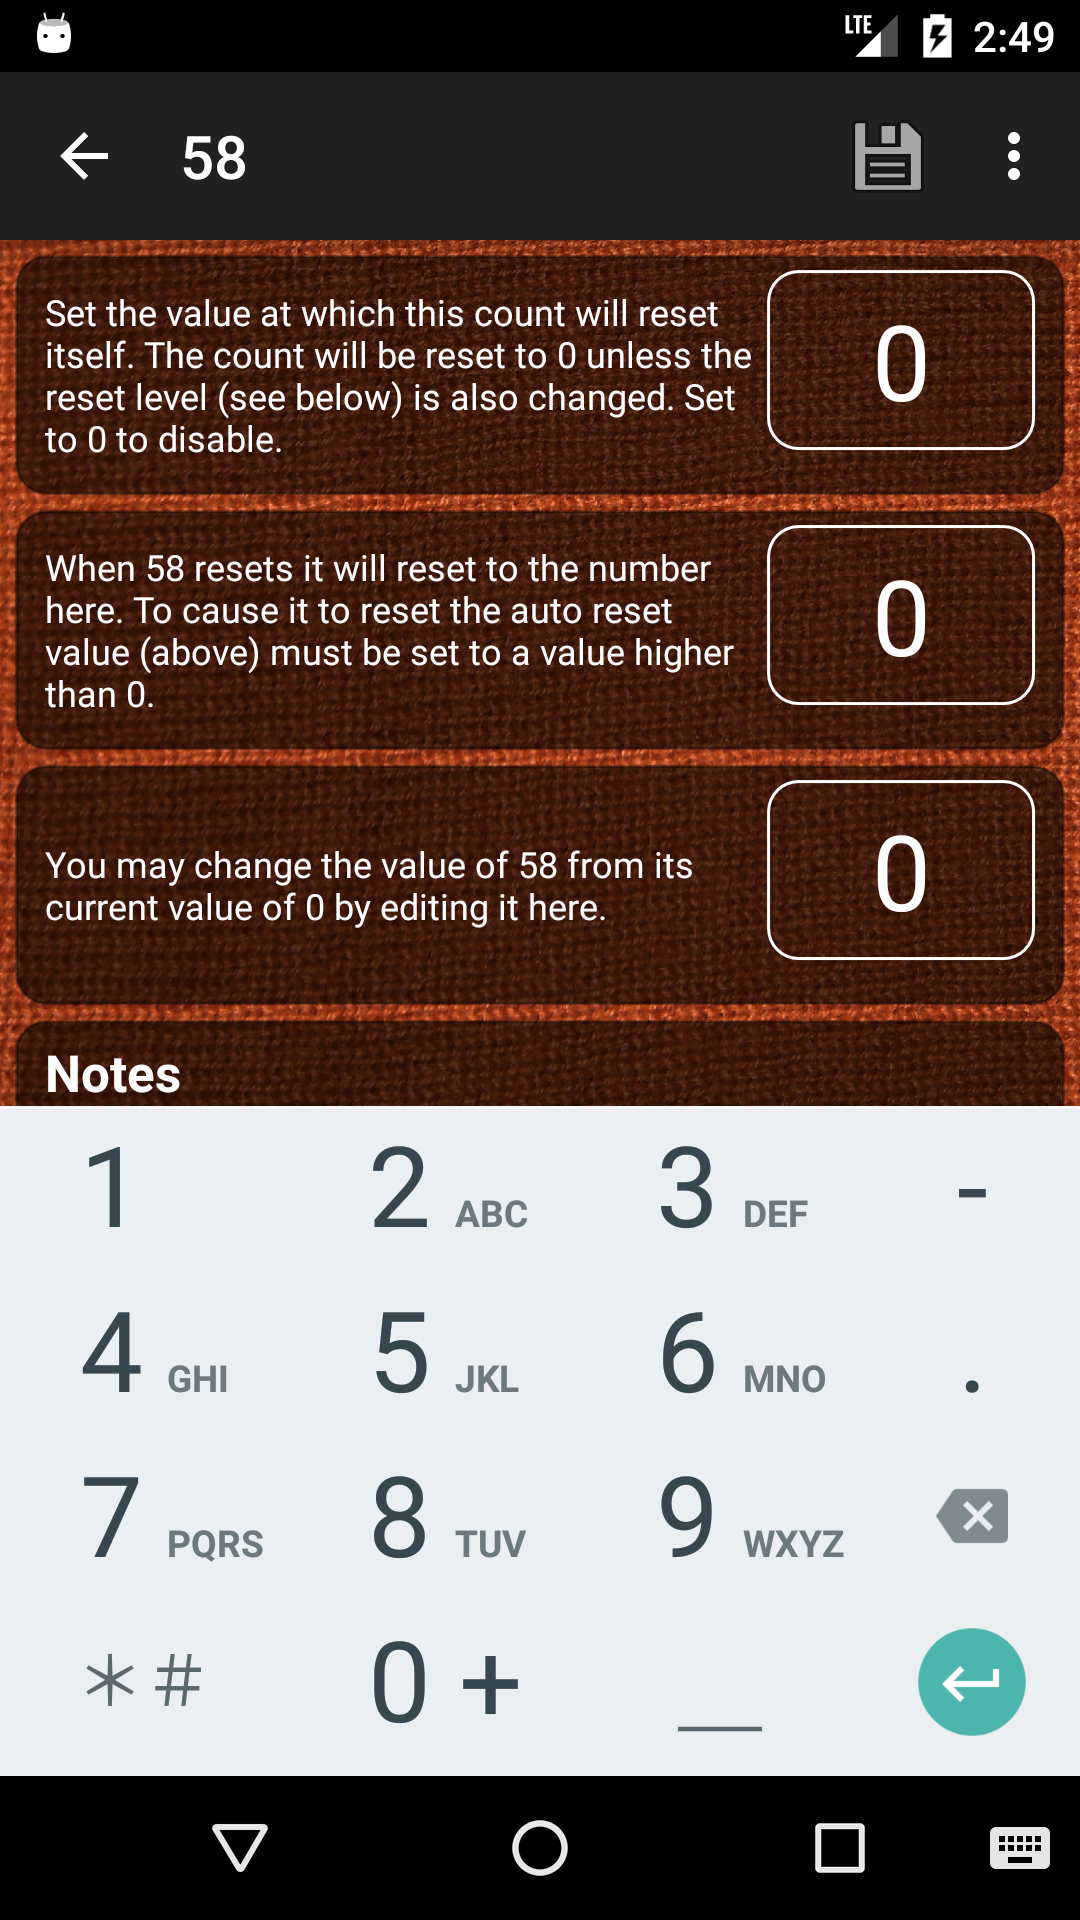 LTE 2:49
58
Set the value at which this count will reset
itself. The count will be reset to 0 unless the
reset level (see below) is also changed. Set
to 0 to disable.
0
When 58 resets it will reset to the number
here. To cause it to reset the auto reset
value (above) must be set to a value higher
than 0.
0
You may change the value of 58 from its
current value of 0 by editing it here.
0
Notes
1 2 ABC 3 DEF -
4 GHI 5 JKL 6 MNO .
7 PQRS 8 TUV 9 WXYZ
* # 0 + _